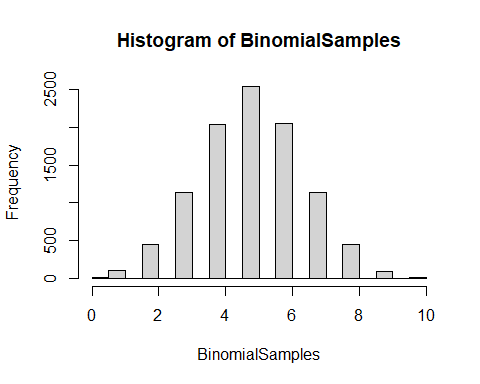 Histogram of BinomialSamples
Frequency
2500
1500
500
0
0 2 4 6 8 10
BinomialSamples